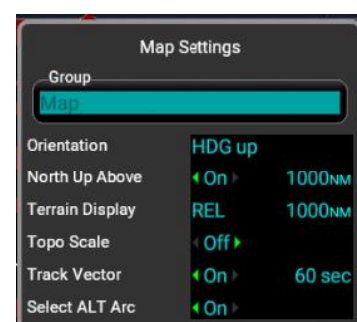 Map Settings
Group
Map
Orientation HDG up
North Up Above On 1000NM
Terrain Display REL 1000NM
Topo Scale Off
Track Vector On 60 sec
Select ALT Arc On